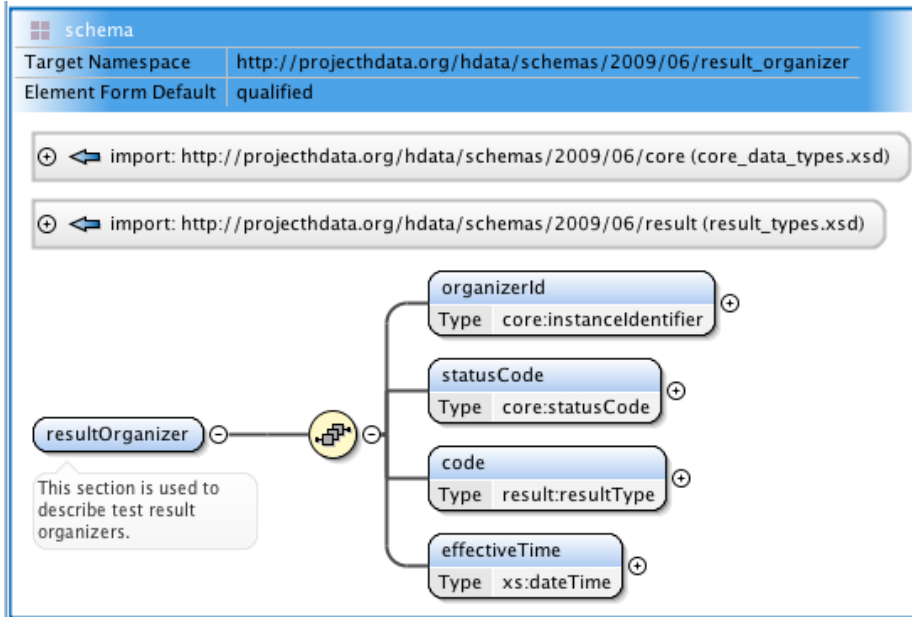 schema
Target Namespace http://projecthdata.org/hdata/schemas/2009/06/result_organizer
Element Form Default qualified
import: http://projecthdata.org/hdata/schemas/2009/06/core (core_data_types.xsd)
import: http://projecthdata.org/hdata/schemas/2009/06/result (result_types.xsd)
organizerId
Type core:instanceIdentifier
statusCode
Type core:statusCode
resultOrganizer
This section is used to
describe test result
organizers.
code
Type result:resultType
effectiveTime
Type xs:dateTime